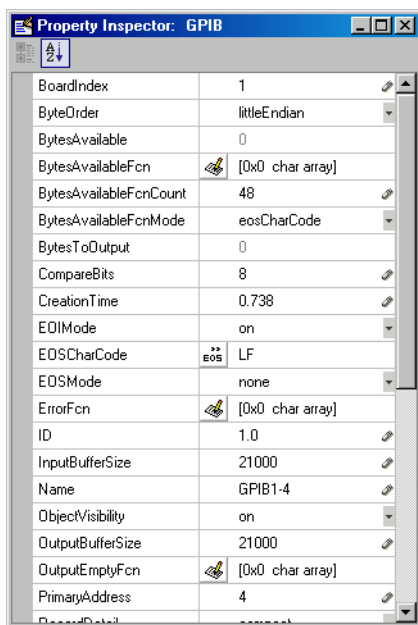 Property Inspector: GPIB
A
Z
BoardIndex 1
ByteOrder littleEndian
BytesAvailable 0
BytesAvailableFcn [0x0 char array]
BytesAvailableFcnCount 48
BytesAvailableFcnMode eosCharCode
BytesToOutput 0
CompareBits 8
CreationTime 0.738
EOIMode on
EOSCharCode EOS LF
EOSMode none
ErrorFcn [0x0 char array]
ID 1.0
InputBufferSize 21000
Name GPIB1-4
ObjectVisibility on
OutputBufferSize 21000
OutputEmptyFcn [0x0 char array]
PrimaryAddress 4